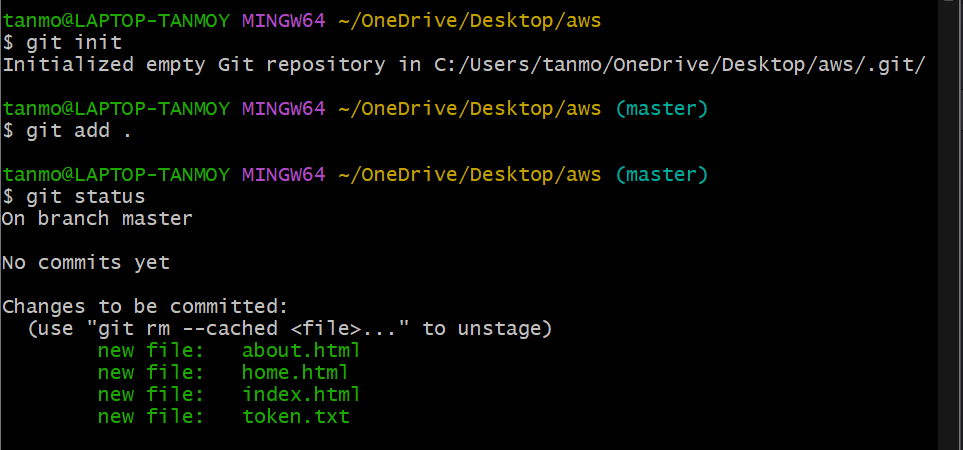 tanmo@LAPTOP-TANMOY MINGW64 ~/OneDrive/Desktop/aws
$ git init
Initialized empty Git repository in C:/Users/tanmo/OneDrive/Desktop/aws/.git/
tanmo@LAPTOP-TANMOY MINGW64 ~/OneDrive/Desktop/aws (master)
$ git add .
tanmo@LAPTOP-TANMOY MINGW64 ~/OneDrive/Desktop/aws (master)
$ git status
On branch master
No commits yet
Changes to be committed:
(use "git rm --cached <file>..." to unstage)
new file: about.html
new file: home.html
new file: index.html
new file: token.txt